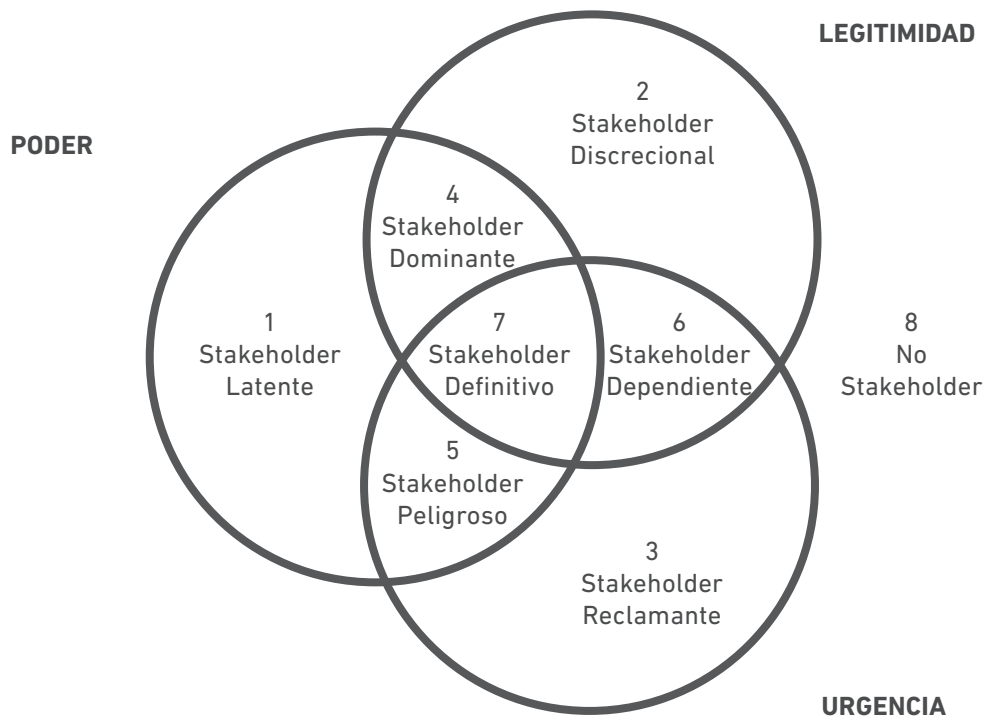 LEGITIMIDAD
PODER
2
Stakeholder
Discrecional
4
Stakeholder
Dominante
1
Stakeholder
Latente
7
Stakeholder
Definitivo
6
Stakeholder
Dependiente
8
No
Stakeholder
5
Stakeholder
Peligroso
3
Stakeholder
Reclamante
URGENCIA